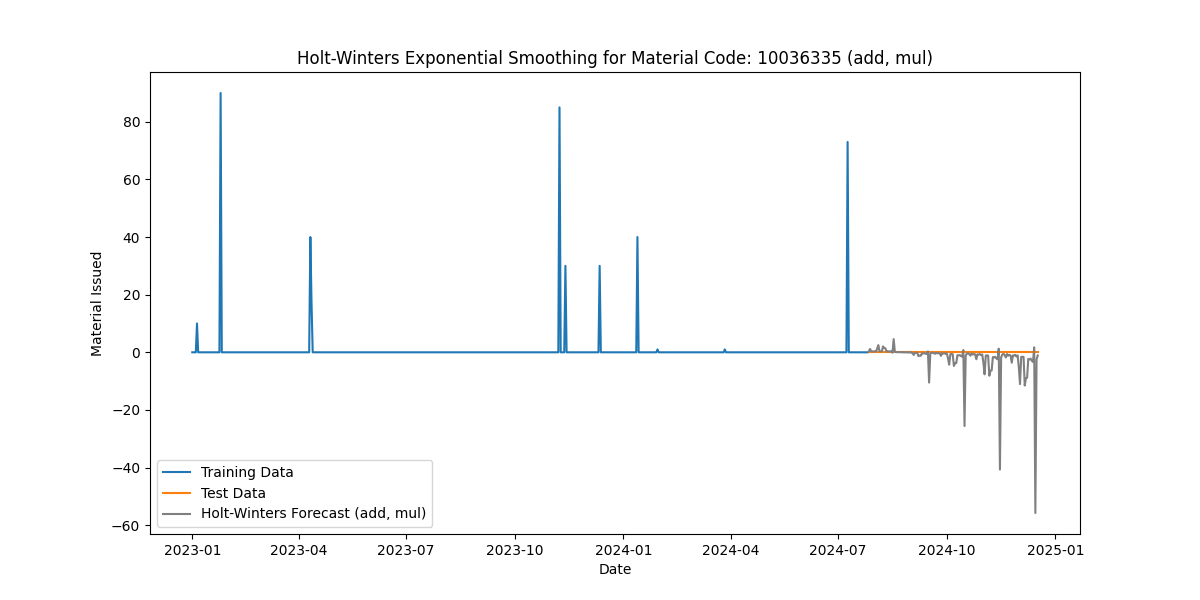 Holt-Winters Exponential Smoothing for Material Code: 10036335 (add, mul)
Material Issued
80
60
40
20
0
−20
−40
−60
Training Data
Test Data
Holt-Winters Forecast (add, mul)
2023-01 2023-04 2023-07 2023-10 2024-01 2024-04 2024-07 2024-10 2025-01
Date